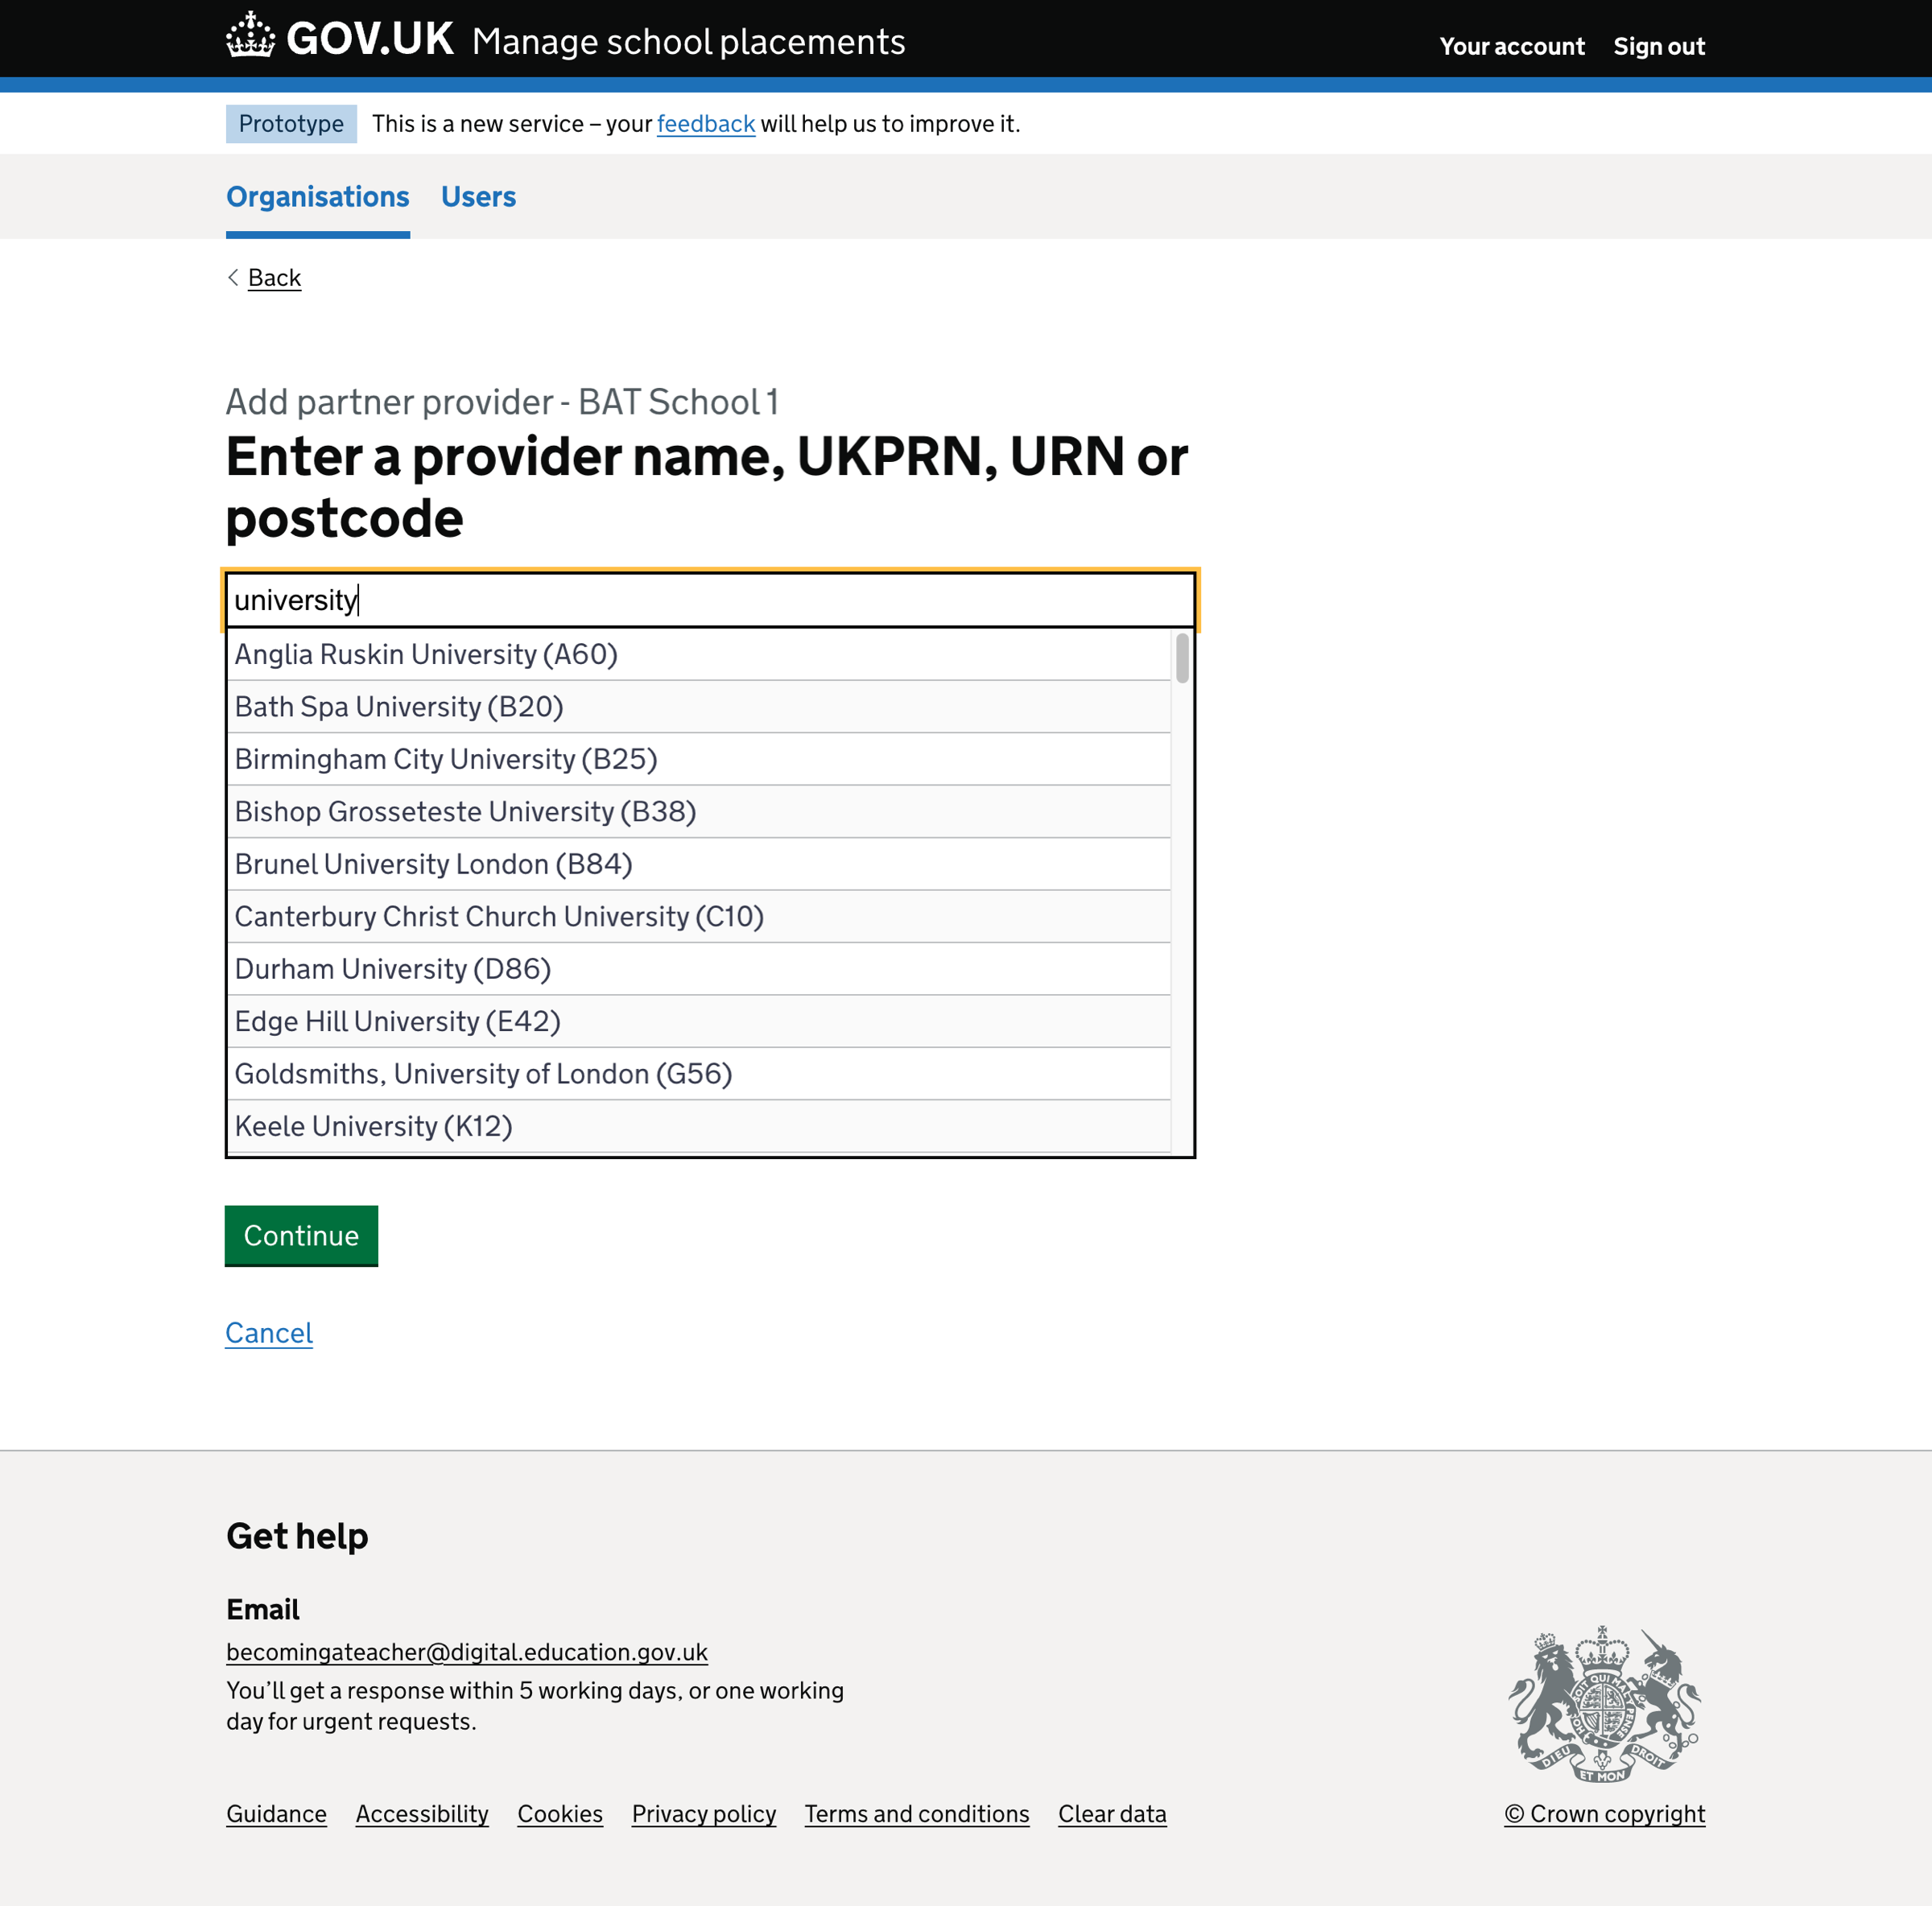 GOV.UK Manage school placements
Your account Sign out
Prototype This is a new service – your feedback will help us to improve it.
Organisations Users
Back
Add partner provider - BAT School 1
Enter a provider name, UKPRN, URN or
postcode
university
Anglia Ruskin University (A60)
Bath Spa University (B20)
Birmingham City University (B25)
Bishop Grosseteste University (B38)
Brunel University London (B84)
Canterbury Christ Church University (C10)
Durham University (D86)
Edge Hill University (E42)
Goldsmiths, University of London (G56)
Keele University (K12)
Continue
Cancel
Get help
Email
becomingateacher@digital.education.gov.uk
You’ll get a response within 5 working days, or one working
day for urgent requests.
DIEU ET MON DROIT
Guidance Accessibility Cookies Privacy policy Terms and conditions Clear data
© Crown copyright